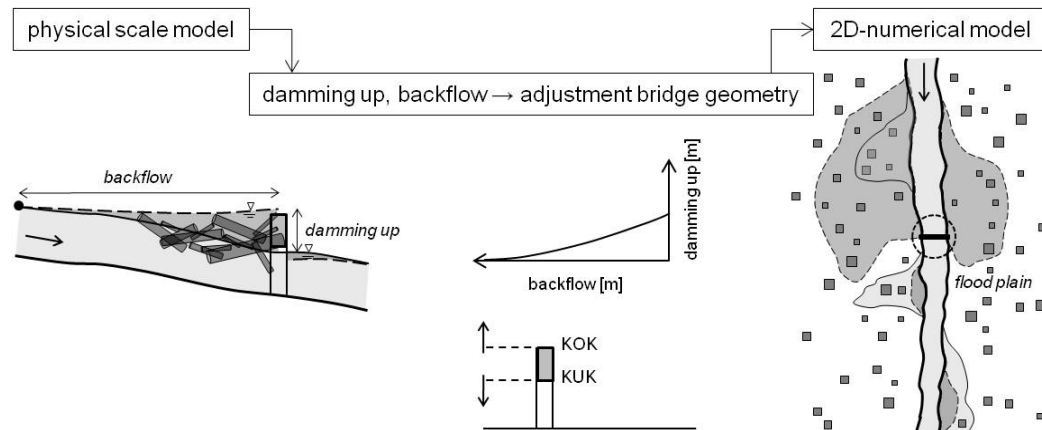 physical scale model
2D-numerical model
damming up, backflow → adjustment bridge geometry
backflow
damming up
damming up [m]
backflow [m]
flood plain
KOK
KUK